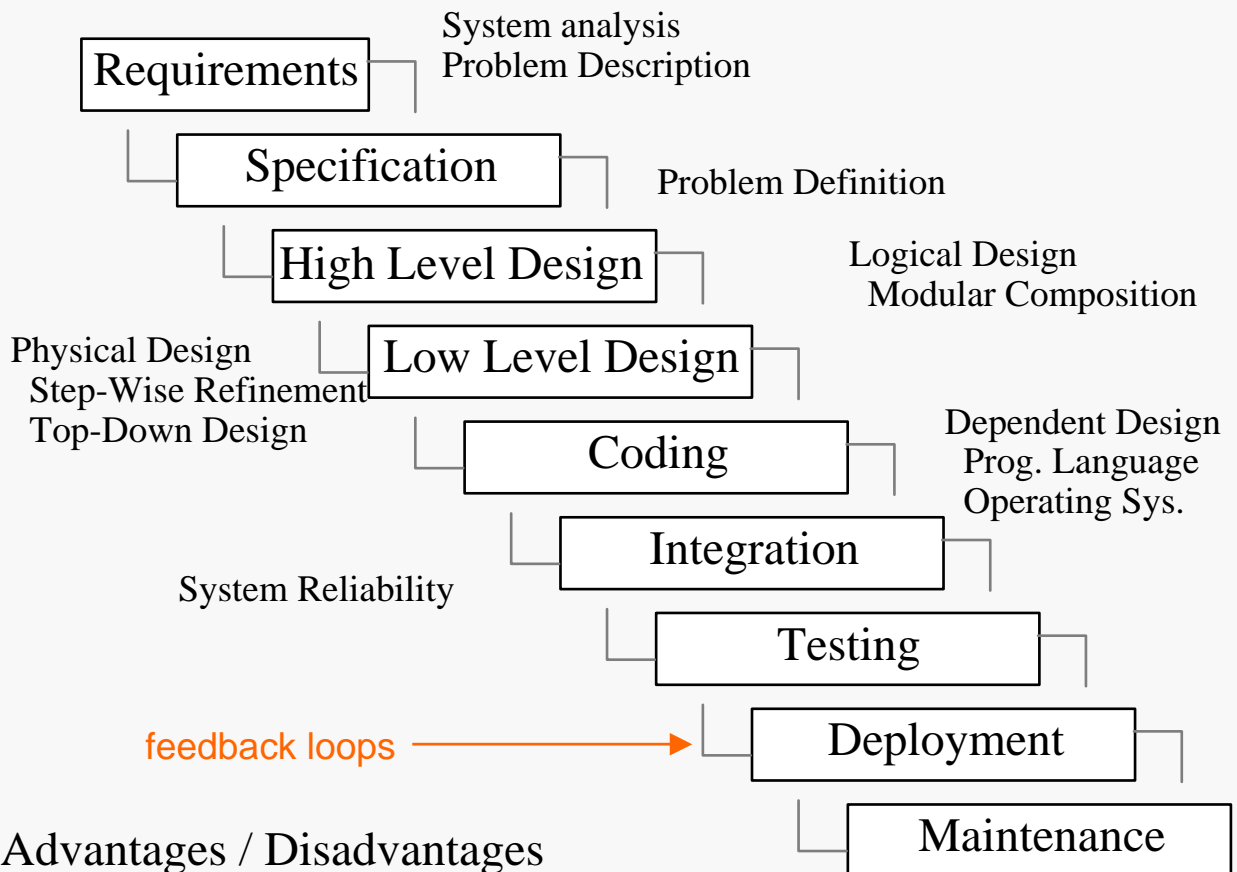 System analysis
Problem Description
Requirements
Specification
Problem Definition
High Level Design
Logical Design
Modular Composition
Physical Design
Step-Wise Refinement
Top-Down Design
Low Level Design
Coding
Dependent Design
Prog. Language
Operating Sys.
Integration
System Reliability
Testing
feedback loops
Deployment
Maintenance
Advantages / Disadvantages